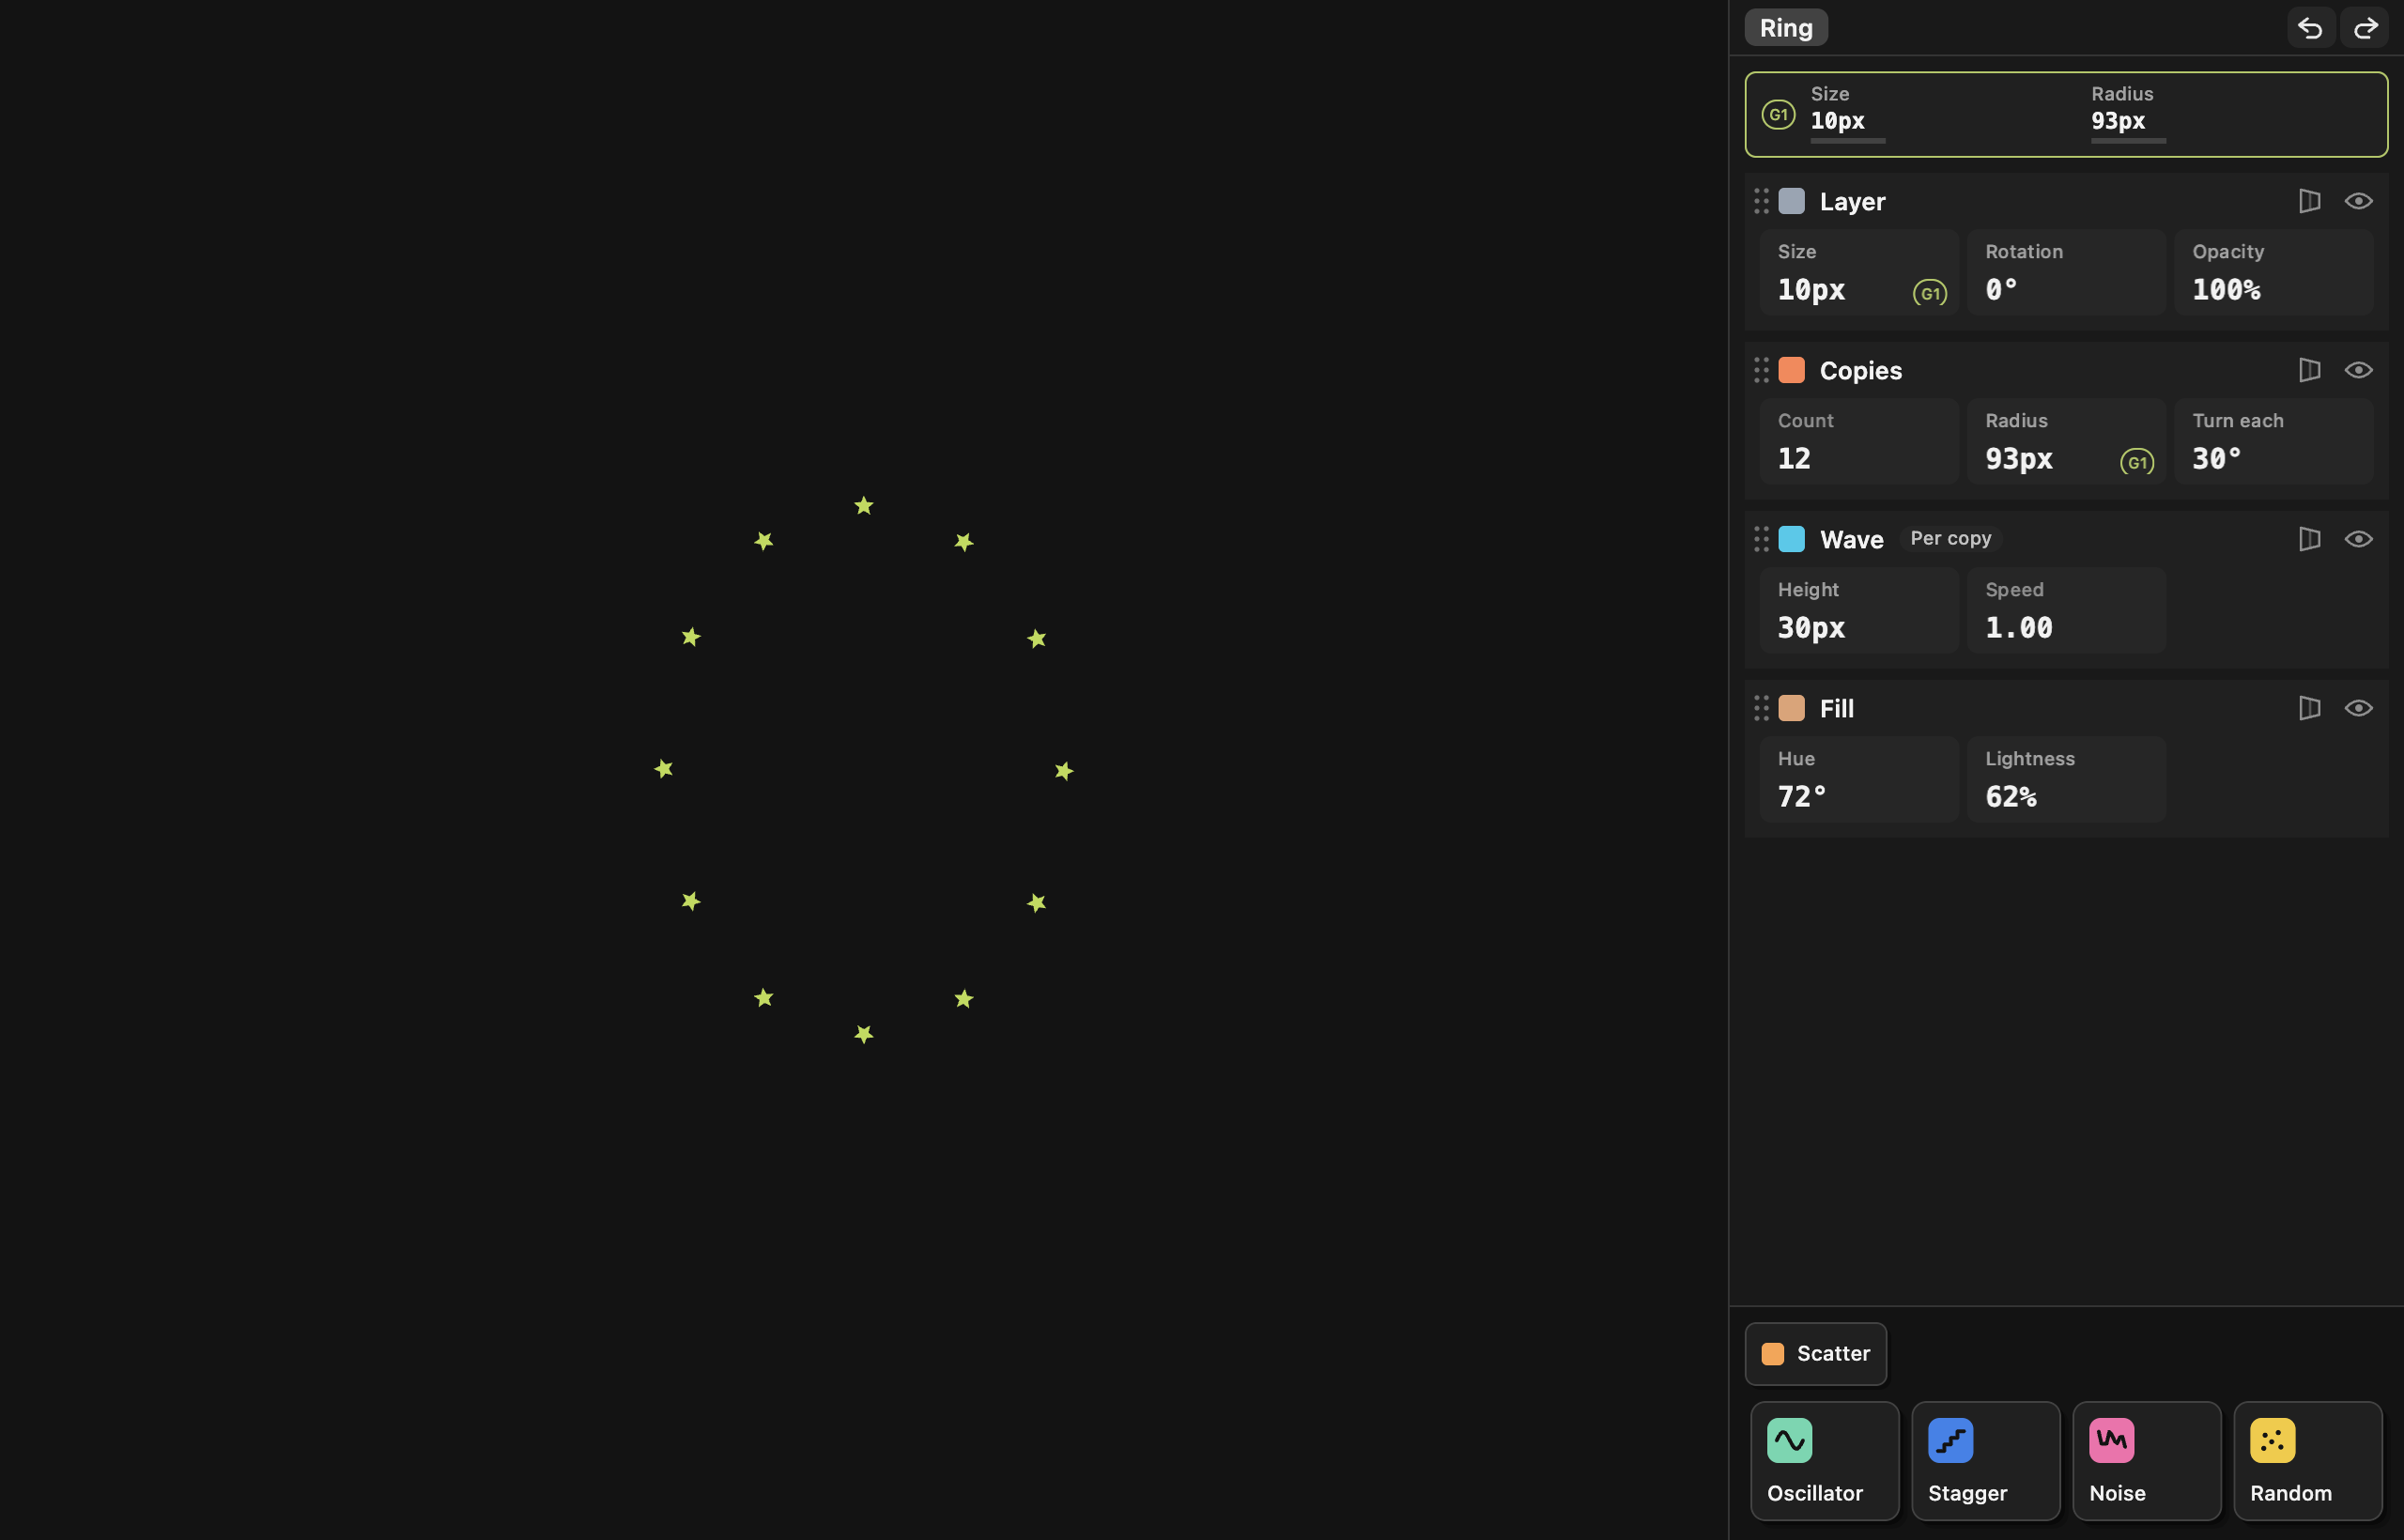 Ring
G1
Size
10px
Radius
93px
Layer
Size
10px
G1
Rotation
0°
Opacity
100%
Copies
Count
12
Radius
93px
G1
Turn each
30°
Wave
Per copy
Height
30px
Speed
1.00
Fill
Hue
72°
Lightness
62%
Scatter
Oscillator
Stagger
Noise
Random